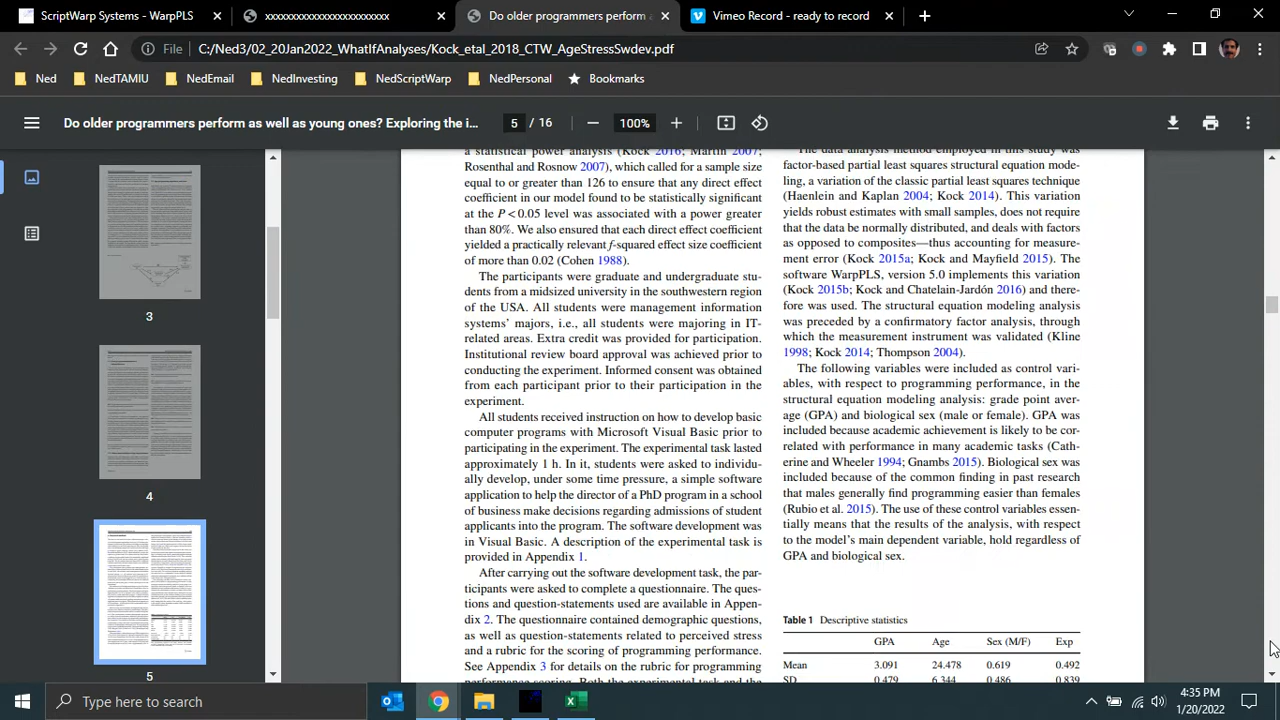 ScriptWarp Systems - WarpPLS
xxxxxxxxxxxxxxxxxxxxxx
Do older programmers perform a
Vimeo Record - ready to record
File
C:/Ned3/02_20Jan2022_WhatIfAnalyses/Kock_etal_2018_CTW_AgeStressSwdev.pdf
Ned
NedTAMIU
NedEmail
NedInvesting
NedScriptWarp
NedPersonal
Bookmarks
Do older programmers perform as well as young ones? Exploring the i...
5 / 16
100%
3
4
5
a statistical power analysis (Kock 2016; Martin 2007;
Rosenthal and Rosnow 2007), which called for a sample size
equal to or greater than 126 to ensure that any direct effect
coefficient in our model found to be statistically significant
at the P < 0.05 level was associated with a power greater
than 80%. We also ensured that each direct effect coefficient
yielded a practically relevant f-squared effect size coefficient
of more than 0.02 (Cohen 1988).
The participants were graduate and undergraduate stu-
dents from a midsized university in the southwestern region
of the USA. All students were management information
systems' majors, i.e., all students were majoring in IT-
related areas. Extra credit was provided for participation.
Institutional review board approval was achieved prior to
conducting the experiment. Informed consent was obtained
from each participant prior to their participation in the
experiment.
All students received instruction on how to develop basic
computer programs with Microsoft Visual Basic prior to
participating in the experiment. The experimental task lasted
approximately 1 h. In it, students were asked to individu-
ally develop, under some time pressure, a simple software
application to help the director of a PhD program in a school
of business make decisions regarding admissions of student
applicants into the program. The software development was
in Visual Basic. A description of the experimental task is
provided in Appendix 1.
After carrying out the software development task, the par-
ticipants were asked to complete a questionnaire. The ques-
tions and question-statements used are available in Appen-
dix 2. The questionnaire contained demographic questions,
as well as question-statements related to perceived stress
and a rubric for the scoring of programming performance.
See Appendix 3 for details on the rubric for programming
performance scoring. Both the experimental task and the
The data analysis method employed in this study was
factor-based partial least squares structural equation mode-
ling, a variation of the classic partial least squares technique
(Haenlein and Kaplan 2004; Kock 2014). This variation
yields robust estimates with small samples, does not require
that the data be normally distributed, and deals with factors
as opposed to composites—thus accounting for measure-
ment error (Kock 2015a; Kock and Mayfield 2015). The
software WarpPLS, version 5.0 implements this variation
(Kock 2015b; Kock and Chatelain-Jardón 2016) and there-
fore was used. The structural equation modeling analysis
was preceded by a confirmatory factor analysis, through
which the measurement instrument was validated (Kline
1998; Kock 2014; Thompson 2004).
The following variables were included as control vari-
ables, with respect to programming performance, in the
structural equation modeling analysis: grade point aver-
age (GPA) and biological sex (male or female). GPA was
included because academic achievement is likely to be cor-
related with performance in many academic tasks (Cath-
erine and Wheeler 1994; Gnambs 2015). Biological sex was
included because of the common finding in past research
that males generally find programming easier than females
(Rubio et al. 2015). The use of these control variables essen-
tially means that the results of the analysis, with respect
to the model's main dependent variable, hold regardless of
GPA and biological sex.
Table 1 Descriptive statistics
GPA Age Sex (M/F) Exp
Mean 3.091 24.478 0.619 0.492
SD 0.479 6.344 0.486 0.839
Type here to search
4:35 PM
1/20/2022